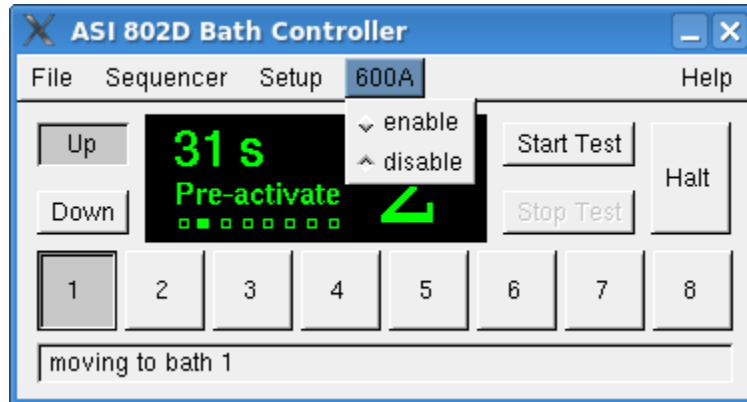 ASI 802D Bath Controller
File Sequencer Setup 600A Help
enable
disable
Up
Down
31 s
Pre-activate
2
Start Test
Stop Test
Halt
1 2 3 4 5 6 7 8
moving to bath 1